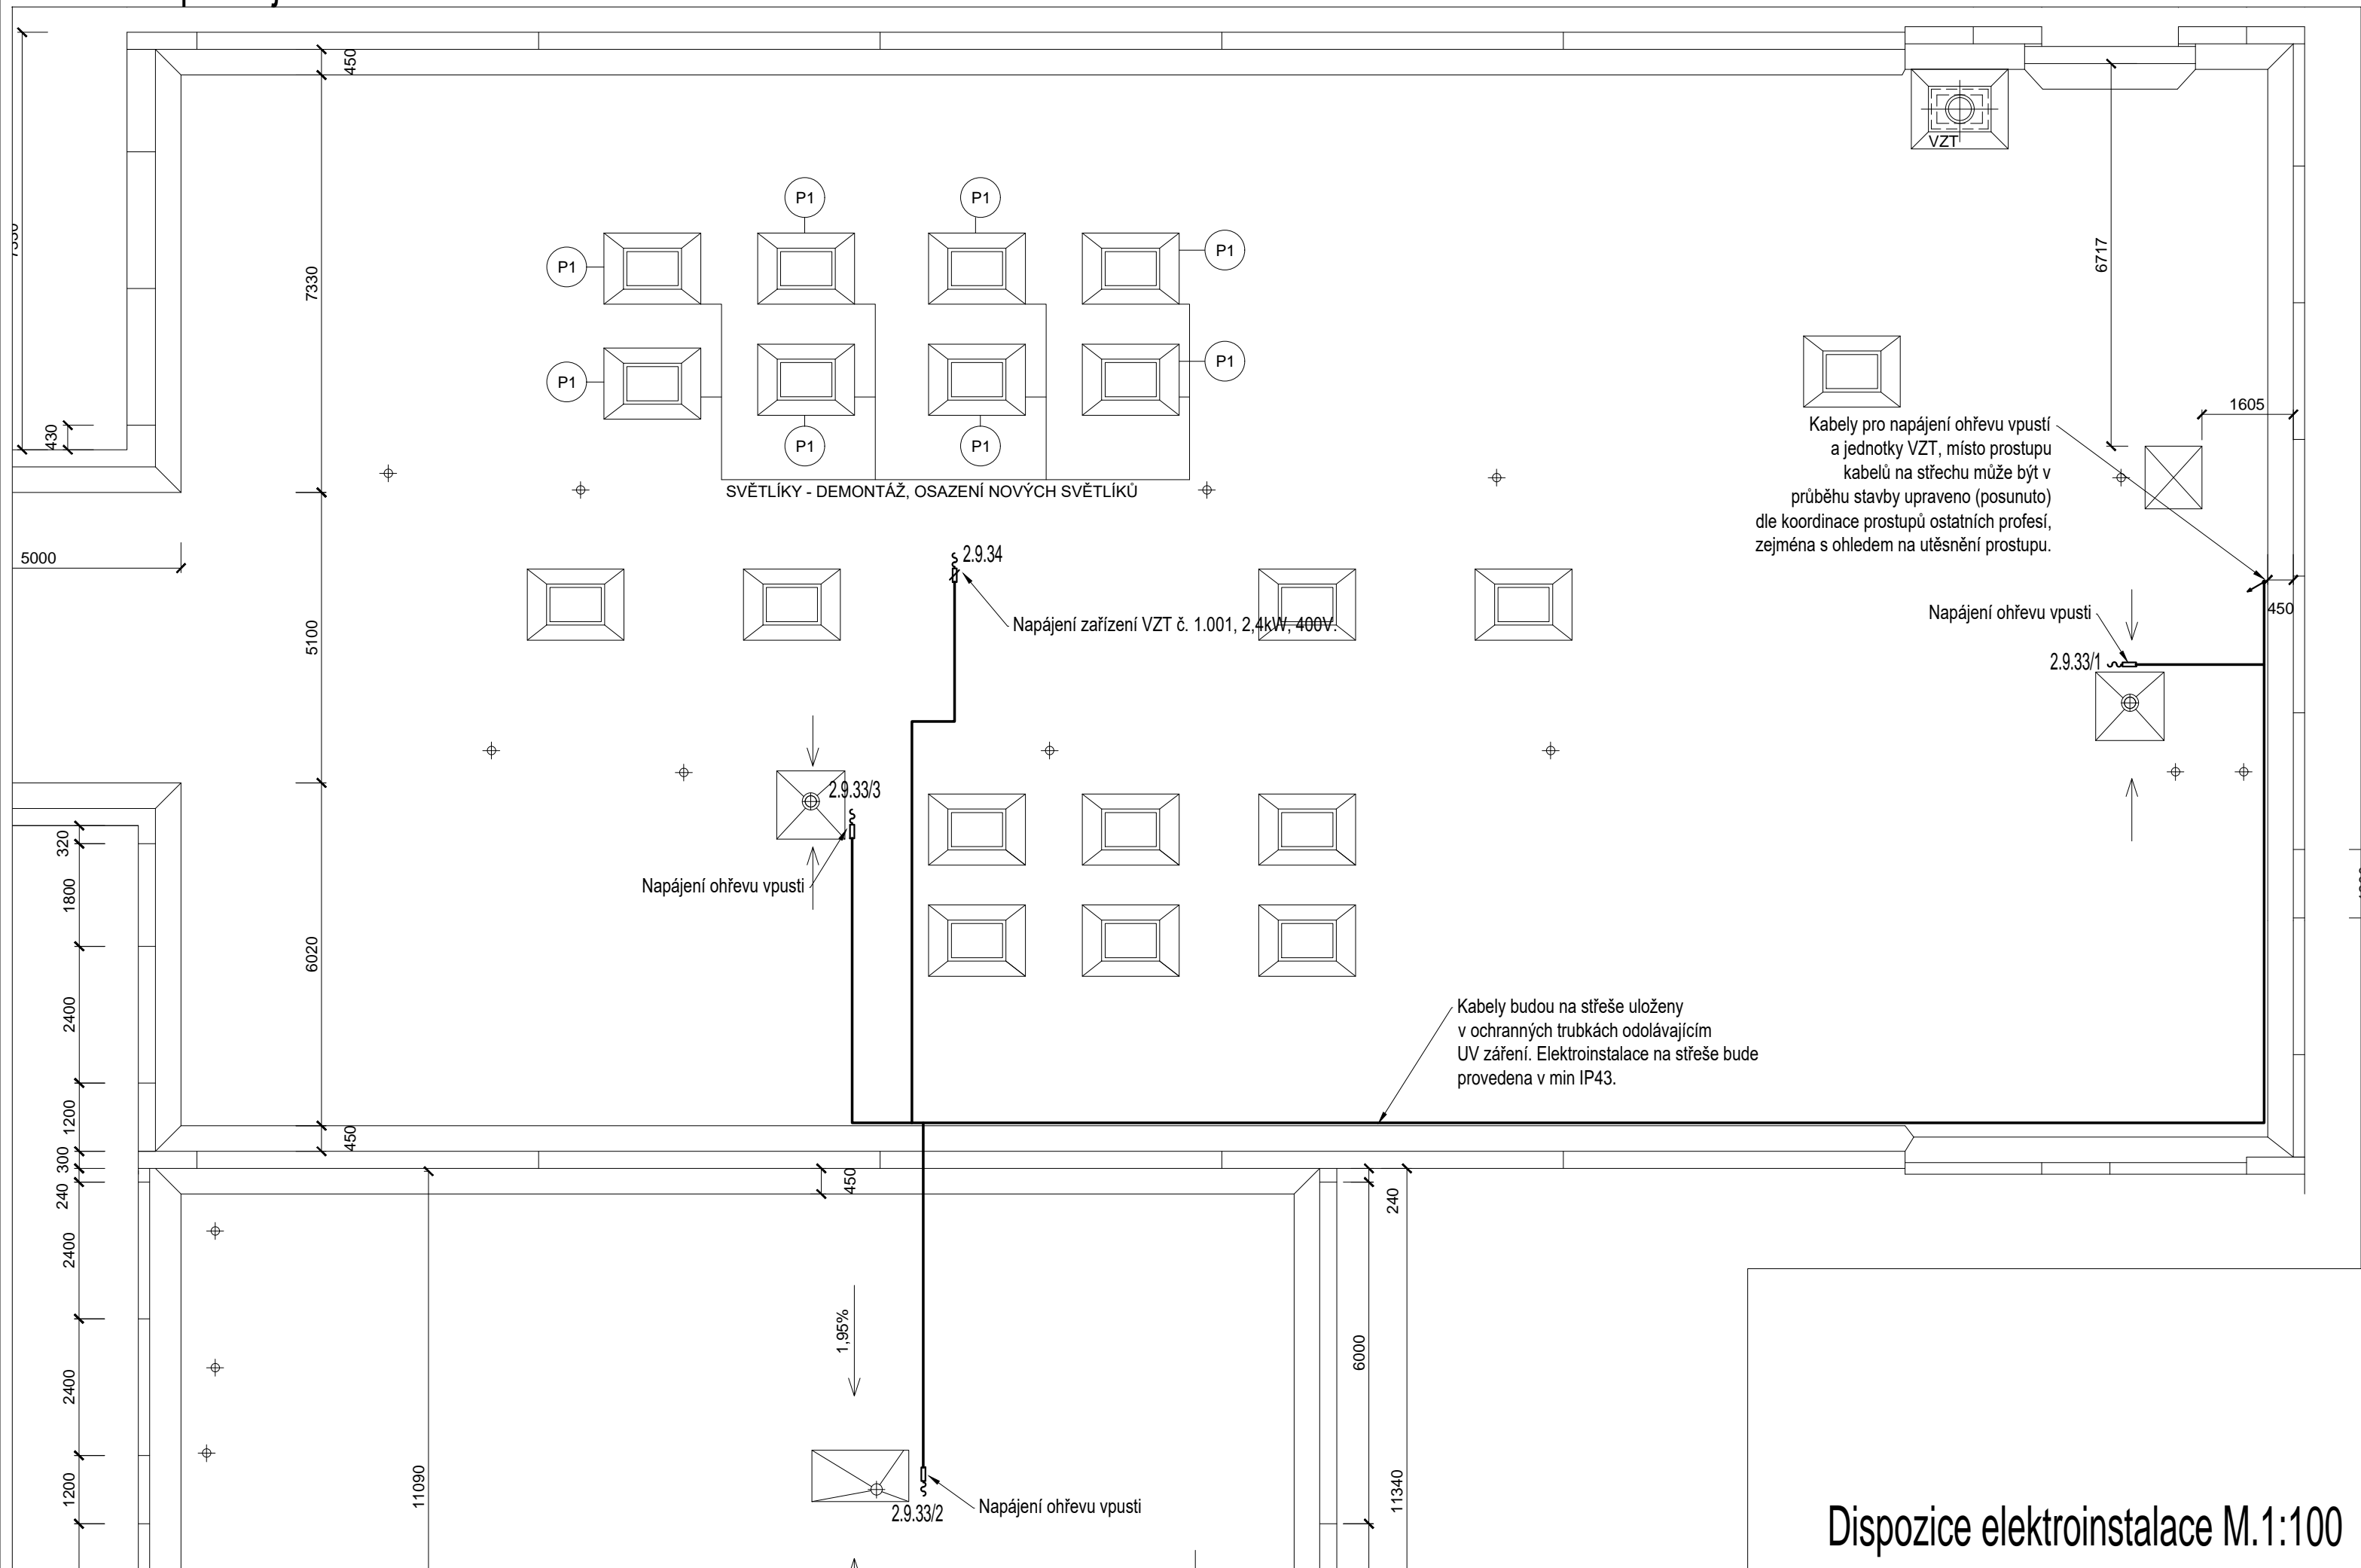 450
VZT
P1
P1
P1
P1
P1
P1
P1
P1
7330
6717
1605
430
SVĚTLÍKY - DEMONTÁŽ, OSAZENÍ NOVÝCH SVĚTLÍKŮ
Kabely pro napájení ohřevu vpustí
a jednotky VZT, místo prostupu
kabelů na střechu může být v
průběhu stavby upraveno (posunuto)
dle koordinace prostupů ostatních profesí,
zejména s ohledem na utěsnění prostupu.
5000
2.9.34
Napájení zařízení VZT č. 1.001, 2,4kW, 400V.
450
Napájení ohřevu vpusti
2.9.33/1
5100
2.9.33/3
Napájení ohřevu vpusti
320
1800
6020
2400
Kabely budou na střeše uloženy
v ochranných trubkách odolávajícím
UV záření. Elektroinstalace na střeše bude
provedena v min IP43.
1200
450
300
240
450
240
2400
1,95%
6000
2400
11090
11340
1200
2.9.33/2
Napájení ohřevu vpusti
Dispozice elektroinstalace M.1:100